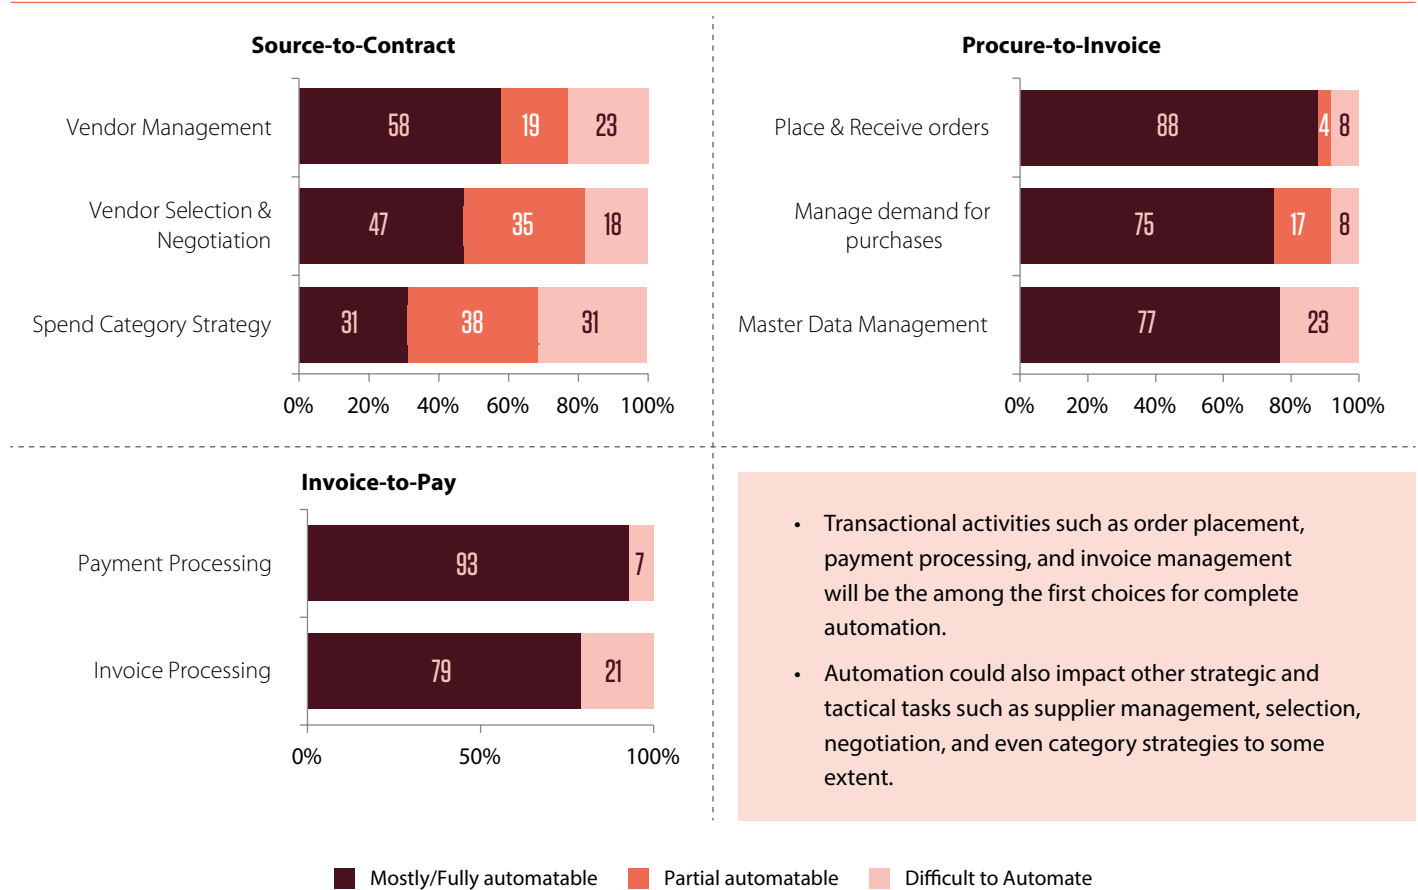 Source-to-Contract
Vendor Management
58 19 23
Vendor Selection &
Negotiation
47 35 18
Spend Category Strategy
31 38 31
0% 20% 40% 60% 80% 100%
Procure-to-Invoice
Place & Receive orders
88 4 8
Manage demand for
purchases
75 17 8
Master Data Management
77 23
0% 20% 40% 60% 80% 100%
Invoice-to-Pay
Payment Processing
93 7
Invoice Processing
79 21
0% 50% 100%
• Transactional activities such as order placement,
payment processing, and invoice management
will be the among the first choices for complete
automation.
• Automation could also impact other strategic and
tactical tasks such as supplier management, selection,
negotiation, and even category strategies to some
extent.
Mostly/Fully automatable Partial automatable Difficult to Automate